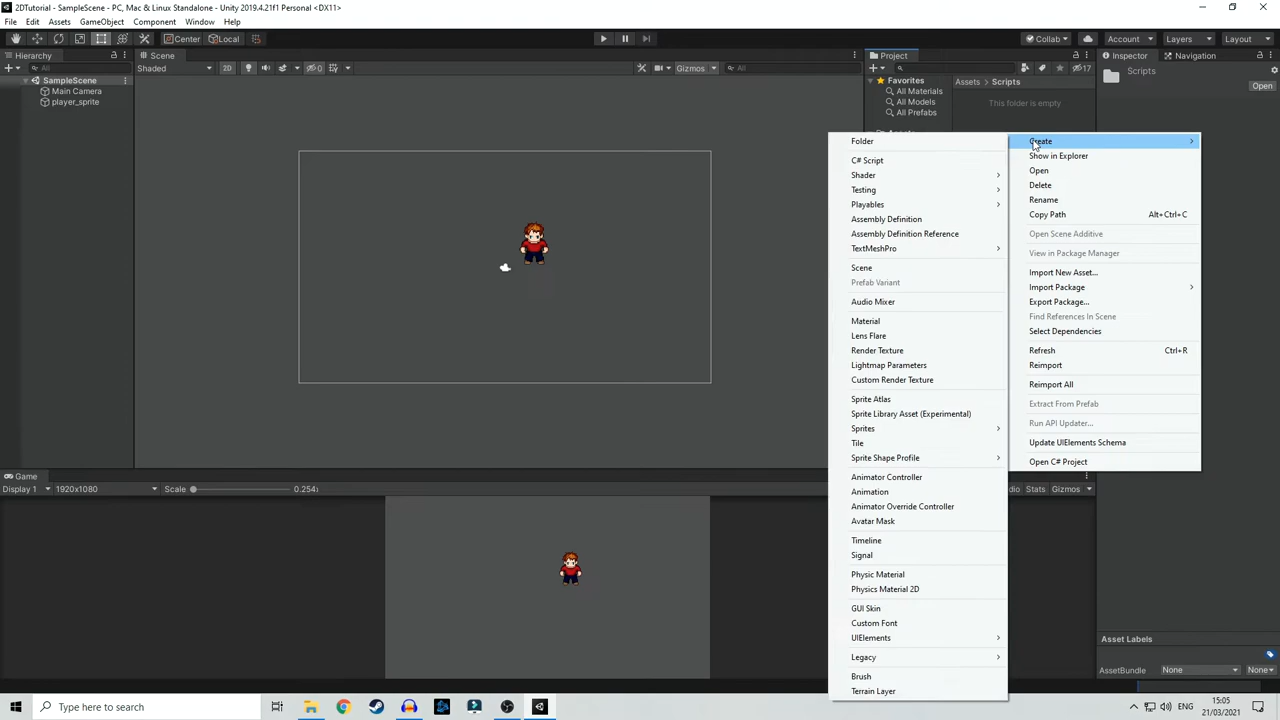 2DTutorial - SampleScene - PC, Mac & Linux Standalone - Unity 2019.4.21f1 Personal <DX11>
File Edit Assets GameObject Component Window Help
Center Local Collab Account Layers Layout
Hierarchy Scene Project Inspector Navigation
All Shaded 2D 0 Gizmos All 17
SampleScene
Main Camera
player_sprite
Favorites
All Materials
All Models
All Prefabs
Assets > Scripts
This folder is empty
Scripts
Open
Folder
C# Script
Shader
Testing
Playables
Assembly Definition
Assembly Definition Reference
TextMeshPro
Scene
Prefab Variant
Audio Mixer
Material
Lens Flare
Render Texture
Lightmap Parameters
Custom Render Texture
Sprite Atlas
Sprite Library Asset (Experimental)
Sprites
Tile
Sprite Shape Profile
Animator Controller
Animation
Animator Override Controller
Avatar Mask
Timeline
Signal
Physic Material
Physics Material 2D
GUI Skin
Custom Font
UIElements
Legacy
Brush
Terrain Layer
Create
Show in Explorer
Open
Delete
Rename
Copy Path Alt+Ctrl+C
Open Scene Additive
View in Package Manager
Import New Asset...
Import Package
Export Package...
Find References In Scene
Select Dependencies
Refresh Ctrl+R
Reimport
Reimport All
Extract From Prefab
Run API Updater...
Update UIElements Schema
Open C# Project
Game
Display 1 1920x1080 Scale 0.254 Stats Gizmos
Asset Labels
AssetBundle None None
Type here to search
ENG
15:05
21/03/2021